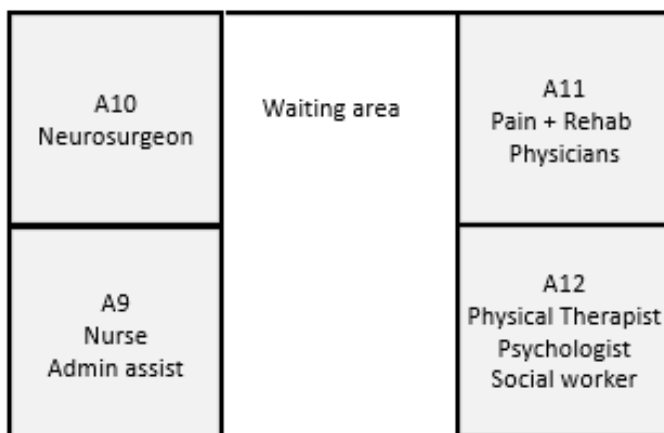 A10
Neurosurgeon
Waiting area
A11
Pain + Rehab
Physicians
A9
Nurse
Admin assist
A12
Physical Therapist
Psychologist
Social worker